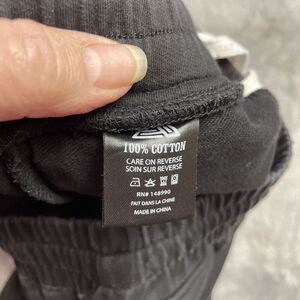 100% COTTON
CARE ON REVERSE
SOIN SUR REVERSE
RN# 148990
FAIT DANS LA CHINE
MADE IN CHINA